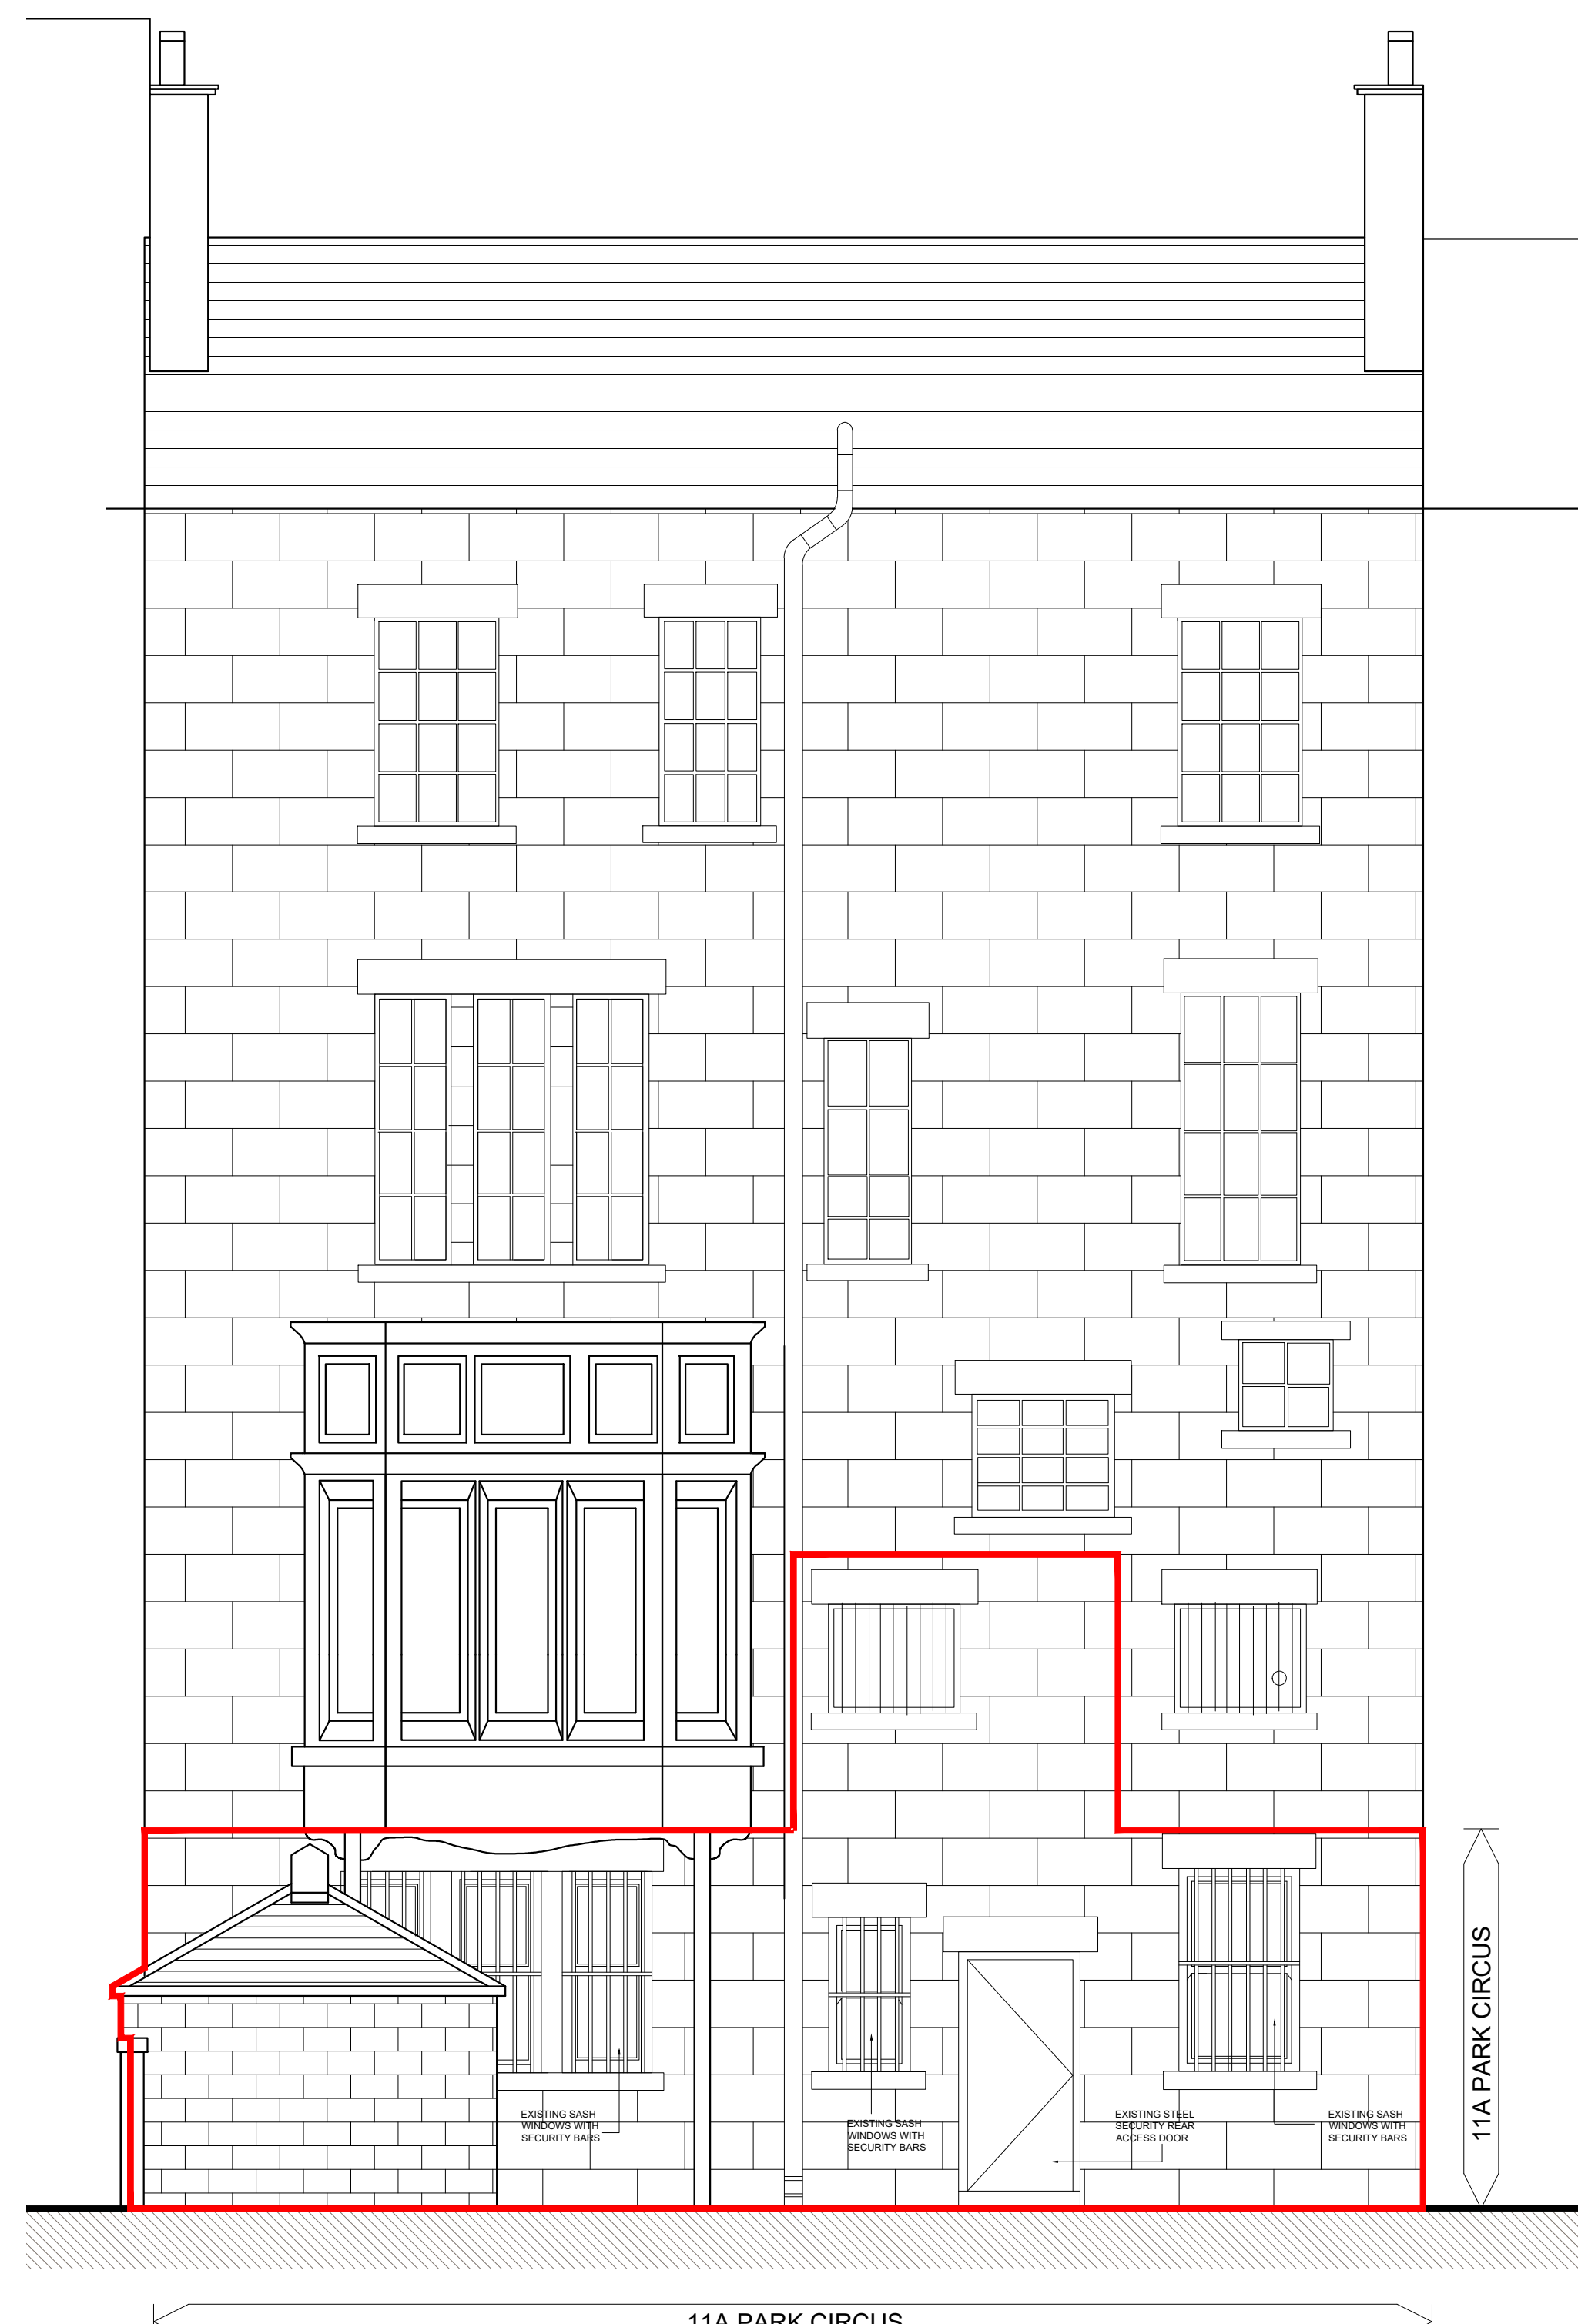 EXISTING SASH
WINDOWS WITH
SECURITY BARS
EXISTING SASH
WINDOWS WITH
SECURITY BARS
EXISTING STEEL
SECURITY REAR
ACCESS DOOR
EXISTING SASH
WINDOWS WITH
SECURITY BARS
11A PARK CIRCUS
11A PARK CIRCUS